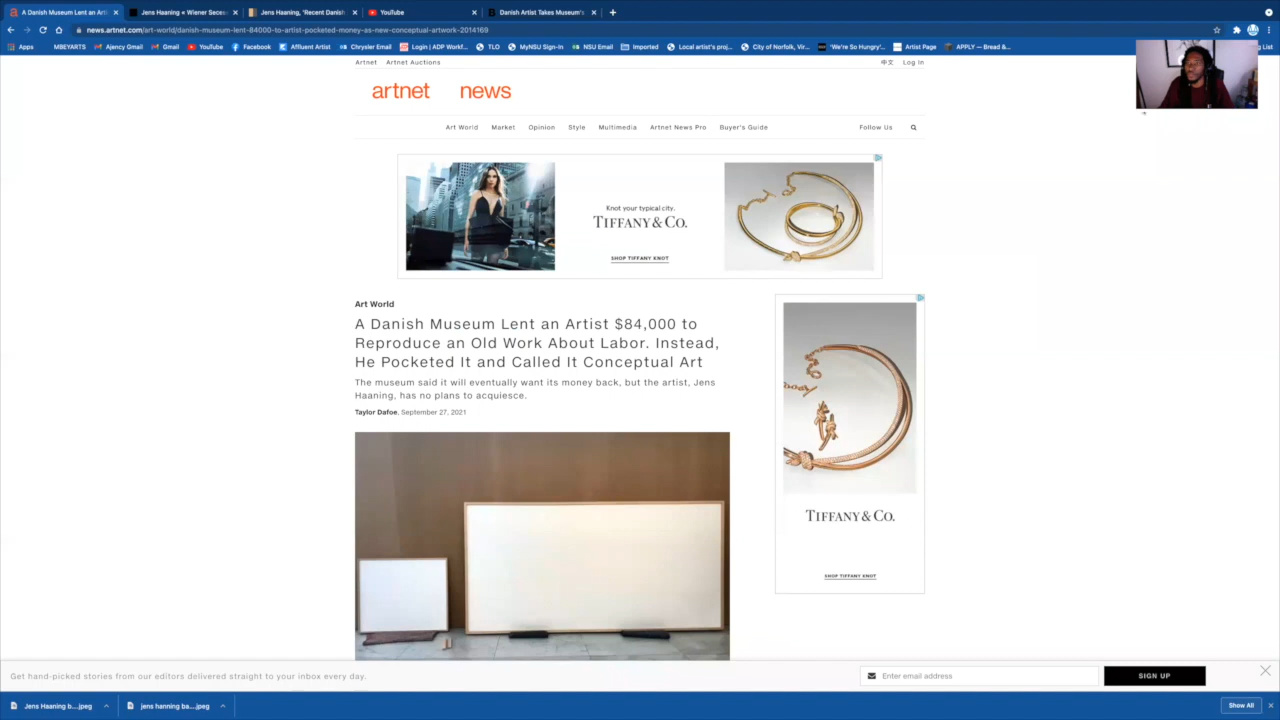 A Danish Museum Lent an Artis
Jens Haaning « Wiener Secess
Jens Haaning, 'Recent Danish
YouTube
Danish Artist Takes Museum's
news.artnet.com/art-world/danish-museum-lent-84000-to-artist-pocketed-money-as-new-conceptual-artwork-2014169
Apps MBEYARTS Ajency Gmail Gmail YouTube Facebook Affluent Artist Chrysler Email Login | ADP Workf... TLO MyNSU Sign-In NSU Email Imported Local artist's proj... City of Norfolk, Vir... 'We're So Hungry'... Artist Page APPLY — Bread &... g List
Artnet Artnet Auctions 中文 Log In
artnet news
Art World Market Opinion Style Multimedia Artnet News Pro Buyer's Guide Follow Us
Knot your typical city.
TIFFANY & CO.
SHOP TIFFANY KNOT
Art World
A Danish Museum Lent an Artist $84,000 to
Reproduce an Old Work About Labor. Instead,
He Pocketed It and Called It Conceptual Art
The museum said it will eventually want its money back, but the artist, Jens
Haaning, has no plans to acquiesce.
Taylor Dafoe, September 27, 2021
TIFFANY & CO.
SHOP TIFFANY KNOT
Get hand-picked stories from our editors delivered straight to your inbox every day.
Enter email address
SIGN UP
Jens Haaning b....jpeg
jens hanning ba....jpeg
Show All